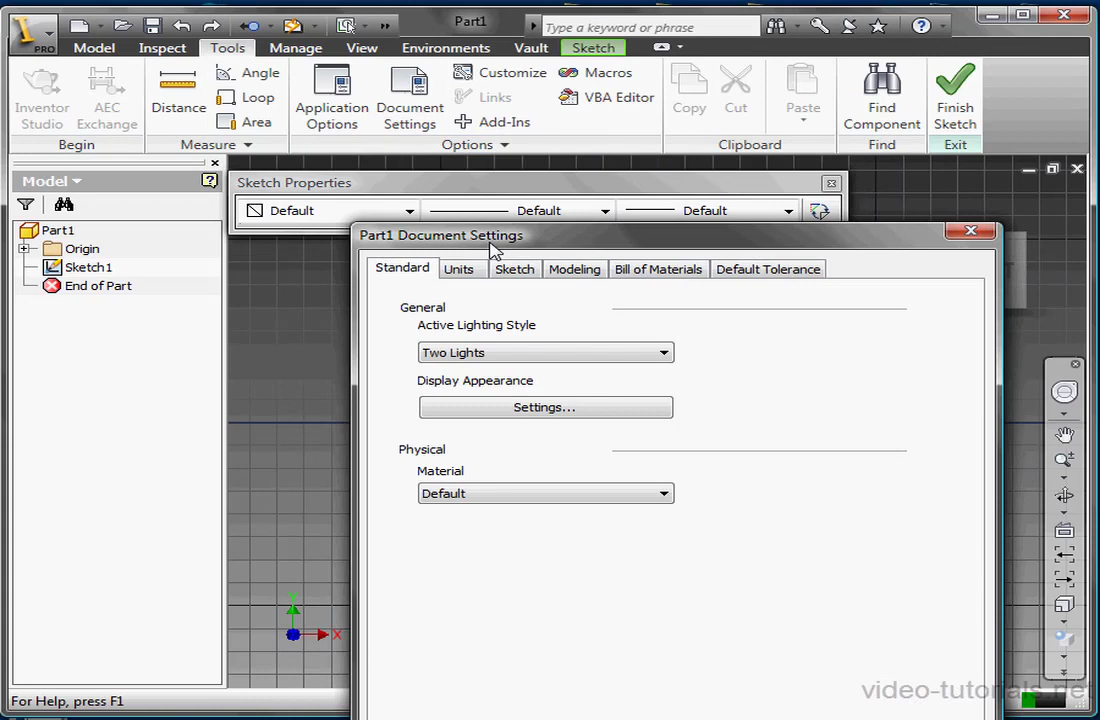 Part1
Type a keyword or phrase
PRO
Model Inspect Tools Manage View Environments Vault Sketch
Inventor Studio
AEC Exchange
Begin
Distance
Angle
Loop
Area
Measure
Application Options
Document Settings
Customize
Links
Add-Ins
Macros
VBA Editor
Options
Copy
Cut
Paste
Clipboard
Find Component
Find
Finish Sketch
Exit
Model
Part1
Origin
Sketch1
End of Part
Sketch Properties
Default Default Default
Part1 Document Settings
Standard Units Sketch Modeling Bill of Materials Default Tolerance
General
Active Lighting Style
Two Lights
Display Appearance
Settings...
Physical
Material
Default
Y
X
For Help, press F1
video-tutorials.net